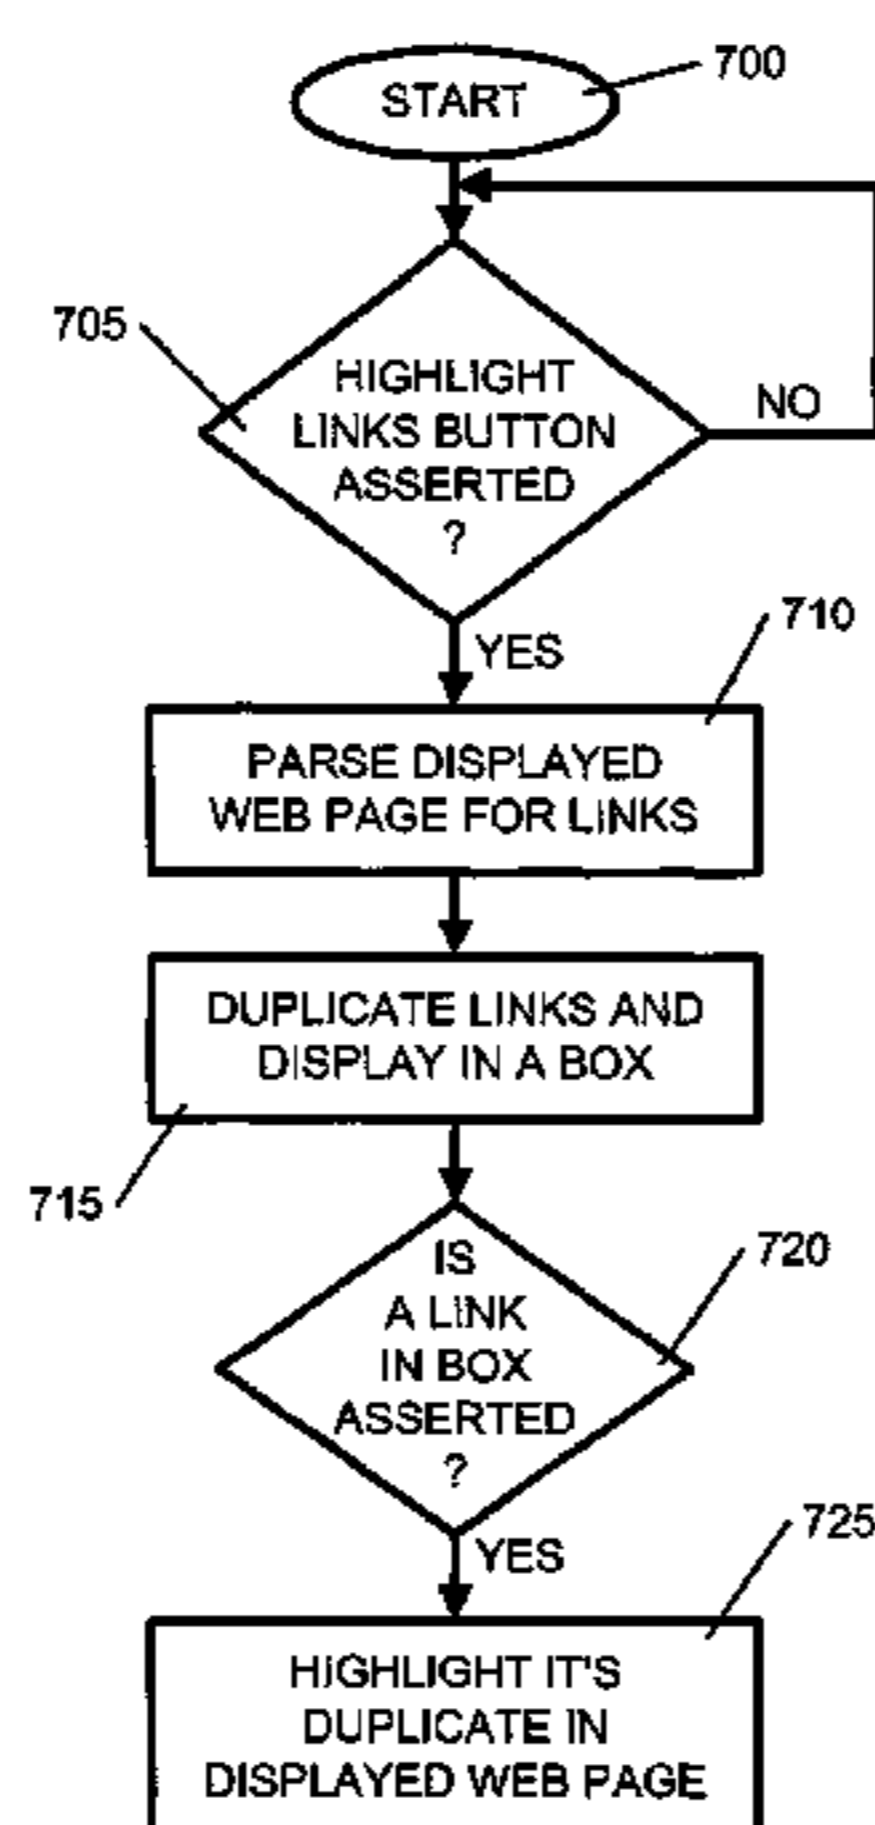 START
700
705
HIGHLIGHT
LINKS BUTTON
ASSERTED
?
NO
YES
710
PARSE DISPLAYED
WEB PAGE FOR LINKS
DUPLICATE LINKS AND
DISPLAY IN A BOX
715
720
IS
A LINK
IN BOX
ASSERTED
?
YES
725
HIGHLIGHT IT'S
DUPLICATE IN
DISPLAYED WEB PAGE